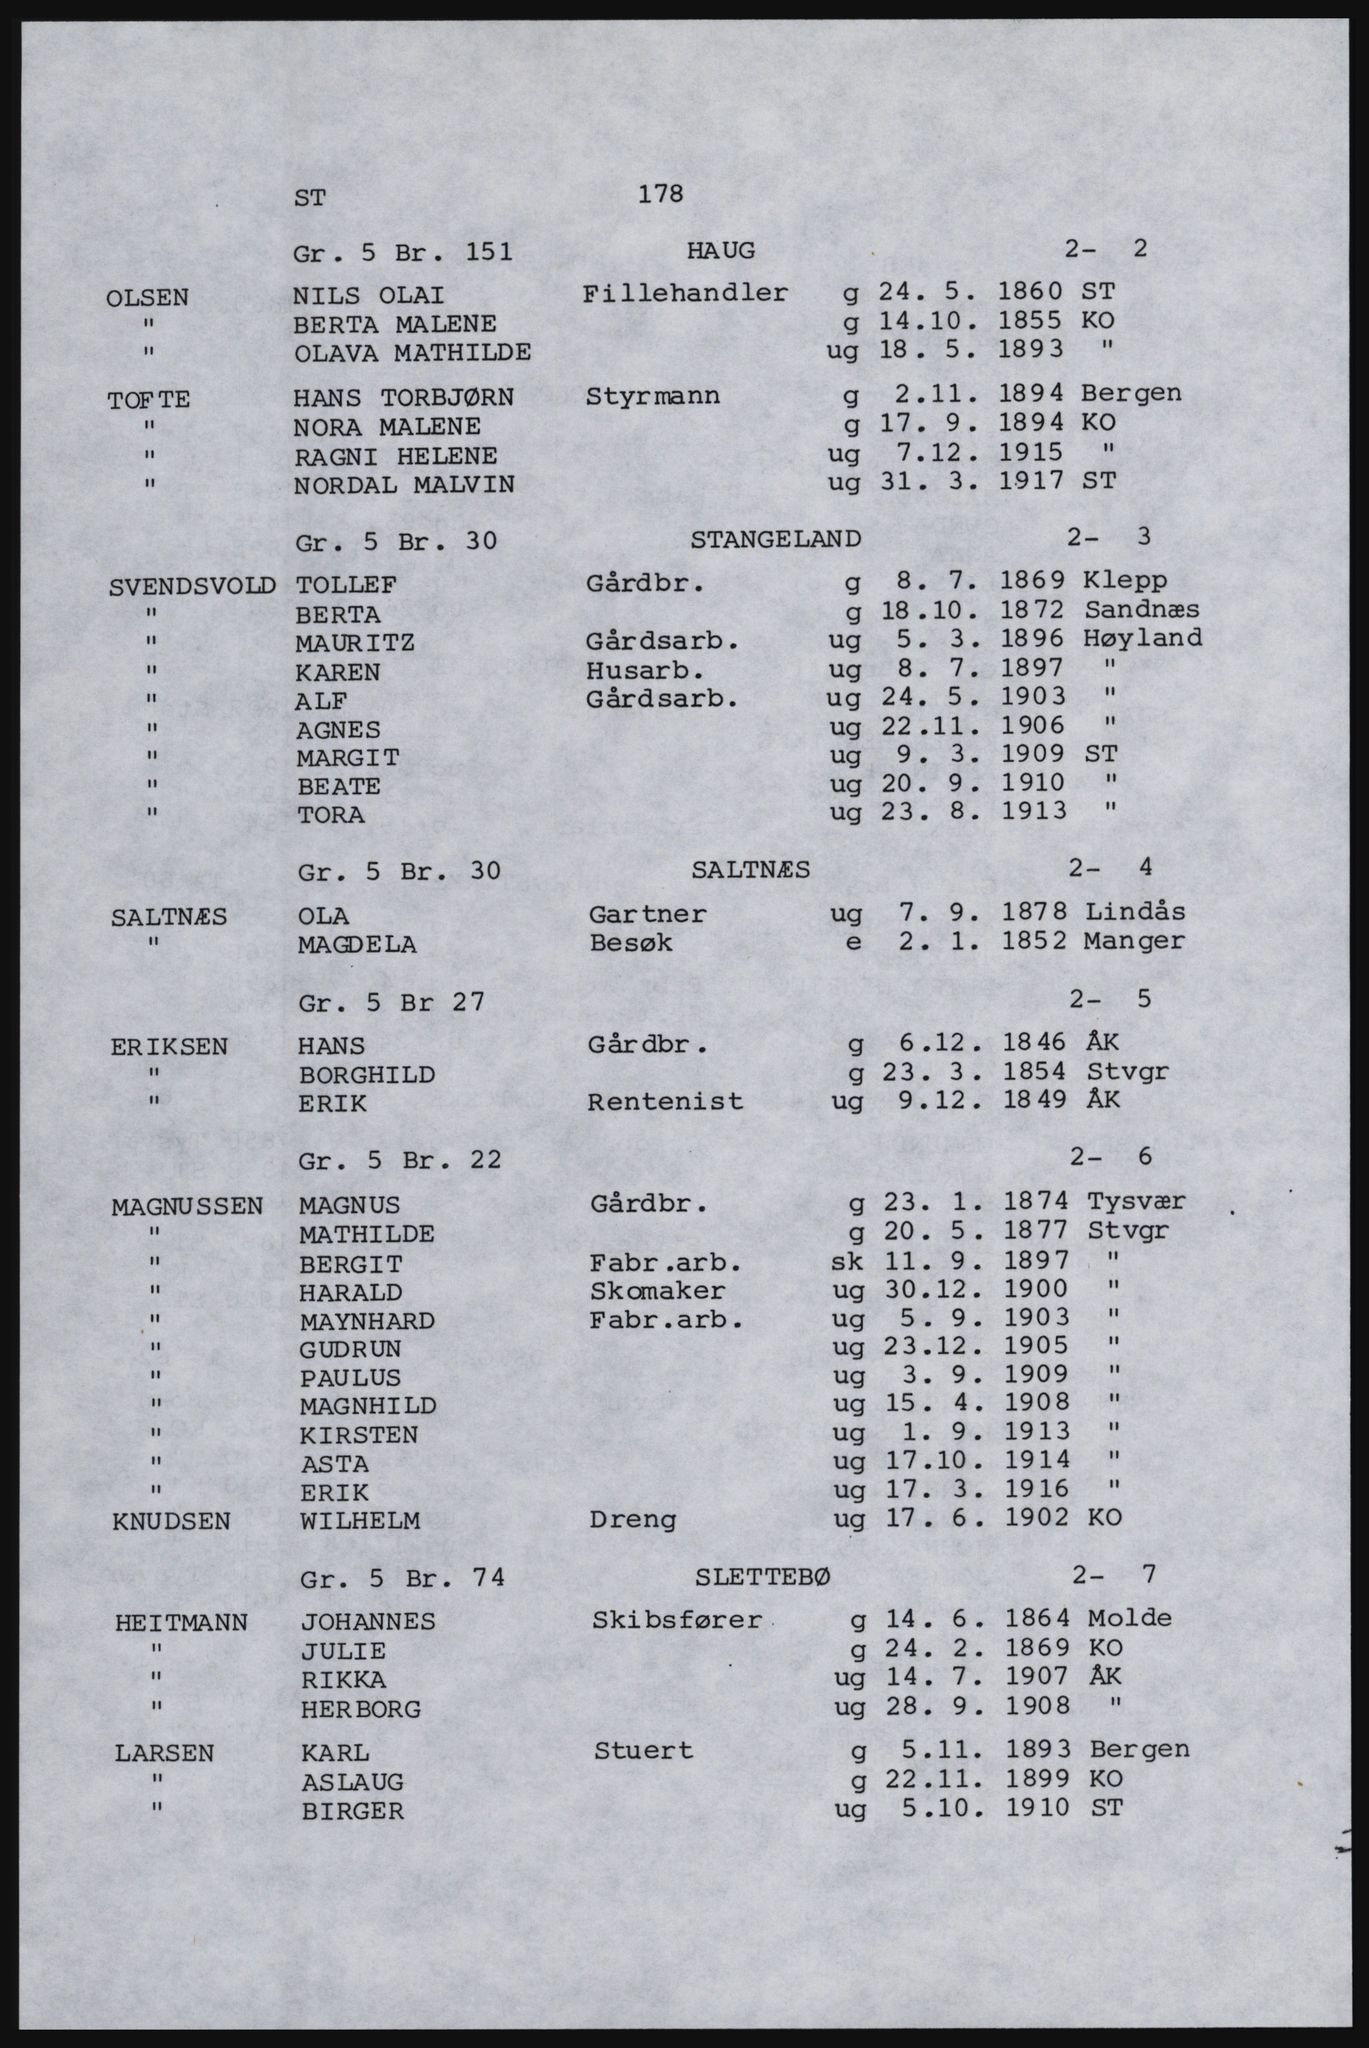 ST 178
Gr. 5 Br. 151 HAUG 2- 2
OLSEN NILS OLAI Fillehandler g 24. 5. 1860 ST
" BERTA MALENE g 14.10. 1855 KO
" OLAVA MATHILDE ug 18. 5. 1893 "
TOFTE HANS TORBJØRN Styrmann g 2.11. 1894 Bergen
" NORA MALENE g 17. 9. 1894 KO
" RAGNI HELENE ug 7.12. 1915 "
" NORDAL MALVIN ug 31. 3. 1917 ST
Gr. 5 Br. 30 STANGELAND 2- 3
SVENDSVOLD TOLLEF Gårdbr. g 8. 7. 1869 Klepp
" BERTA g 18.10. 1872 Sandnæs
" MAURITZ Gårdsarb. ug 5. 3. 1896 Høyland
" KAREN Husarb. ug 8. 7. 1897 "
" ALF Gårdsarb. ug 24. 5. 1903 "
" AGNES ug 22.11. 1906 "
" MARGIT ug 9. 3. 1909 ST
" BEATE ug 20. 9. 1910 "
" TORA ug 23. 8. 1913 "
Gr. 5 Br. 30 SALTNÆS 2- 4
SALTNÆS OLA Gartner ug 7. 9. 1878 Lindås
" MAGDELA Besøk e 2. 1. 1852 Manger
Gr. 5 Br 27 2- 5
ERIKSEN HANS Gårdbr. g 6.12. 1846 ÅK
" BORGHILD g 23. 3. 1854 Stvgr
" ERIK Rentenist ug 9.12. 1849 ÅK
Gr. 5 Br. 22 2- 6
MAGNUSSEN MAGNUS Gårdbr. g 23. 1. 1874 Tysvær
" MATHILDE g 20. 5. 1877 Stvgr
" BERGIT Fabr.arb. sk 11. 9. 1897 "
" HARALD Skomaker ug 30.12. 1900 "
" MAYNHARD Fabr.arb. ug 5. 9. 1903 "
" GUDRUN ug 23.12. 1905 "
" PAULUS ug 3. 9. 1909 "
" MAGNHILD ug 15. 4. 1908 "
" KIRSTEN ug 1. 9. 1913 "
" ASTA ug 17.10. 1914 "
" ERIK ug 17. 3. 1916 "
KNUDSEN WILHELM Dreng ug 17. 6. 1902 KO
Gr. 5 Br. 74 SLETTEBØ 2- 7
HEITMANN JOHANNES Skibsfører g 14. 6. 1864 Molde
" JULIE g 24. 2. 1869 KO
" RIKKA ug 14. 7. 1907 ÅK
" HERBORG ug 28. 9. 1908 "
LARSEN KARL Stuert g 5.11. 1893 Bergen
" ASLAUG g 22.11. 1899 KO
" BIRGER ug 5.10. 1910 ST